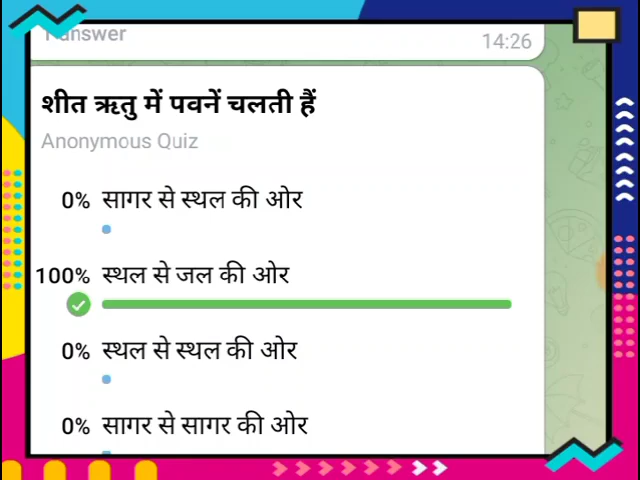 answer
14:26
शीत ऋतु में पवनें चलती हैं
Anonymous Quiz
0% सागर से स्थल की ओर
100% स्थल से जल की ओर
0% स्थल से स्थल की ओर
0% सागर से सागर की ओर